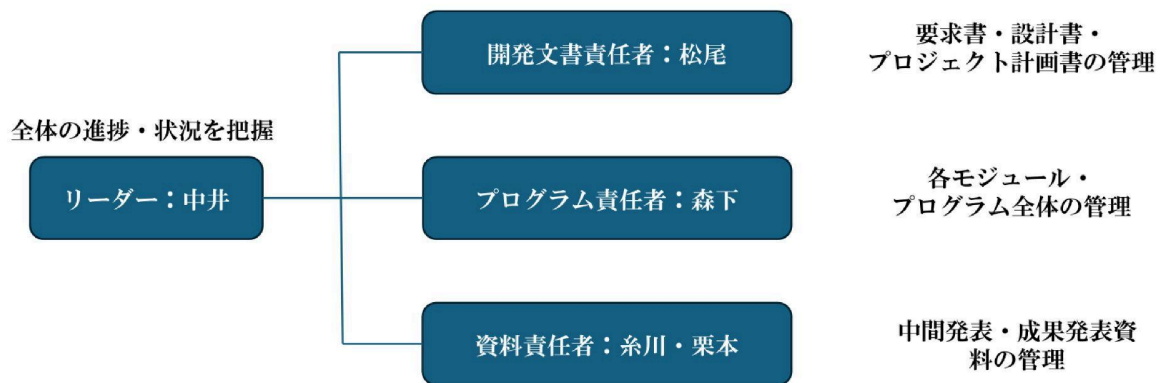 全体の進捗・状況を把握
リーダー：中井
開発文書責任者：松尾
要求書・設計書・
プロジェクト計画書の管理
プログラム責任者：森下
各モジュール・
プログラム全体の管理
資料責任者：糸川・栗本
中間発表・成果発表資
料の管理